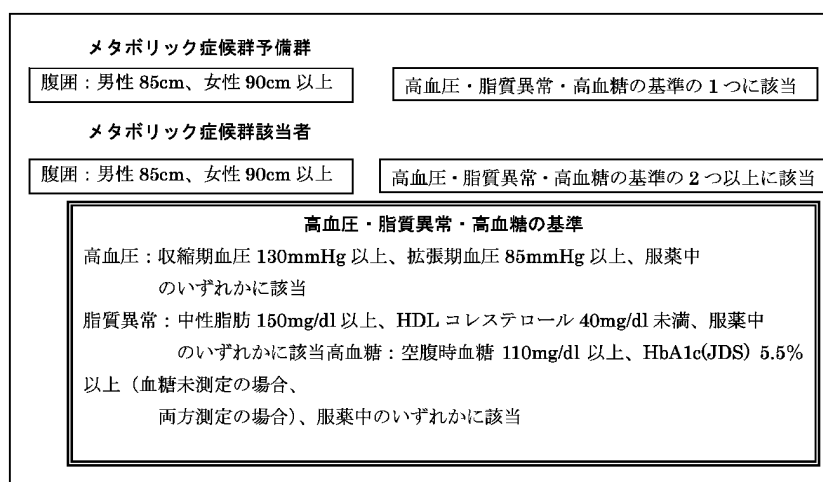 メタボリック症候群予備群
腹囲：男性 85cm、女性 90cm 以上
高血圧・脂質異常・高血糖の基準の 1 つに該当
メタボリック症候群該当者
腹囲：男性 85cm、女性 90cm 以上
高血圧・脂質異常・高血糖の基準の 2 つ以上に該当
高血圧・脂質異常・高血糖の基準
高血圧：収縮期血圧 130mmHg 以上、拡張期血圧 85mmHg 以上、服薬中
のいずれかに該当
脂質異常：中性脂肪 150mg/dl 以上、HDL コレステロール 40mg/dl 未満、服薬中
のいずれかに該当高血糖：空腹時血糖 110mg/dl 以上、HbA1c(JDS) 5.5%
以上（血糖未測定の場合、
両方測定の場合）、服薬中のいずれかに該当